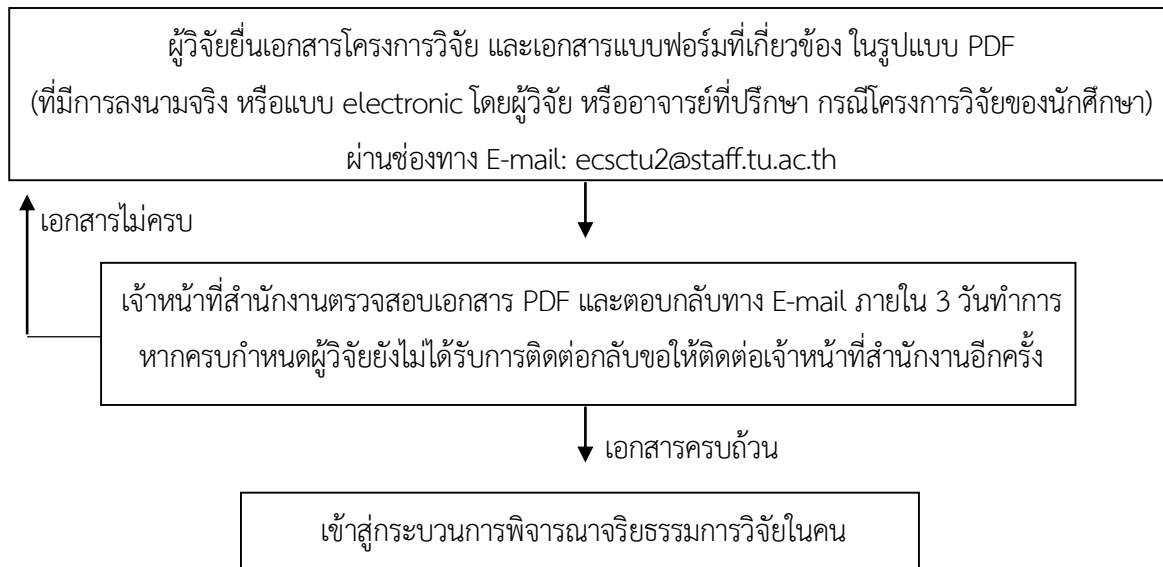 ผู้วิจัยยื่นเอกสารโครงการวิจัย และเอกสารแบบฟอร์มที่เกี่ยวข้อง ในรูปแบบ PDF
(ที่มีการลงนามจริง หรือแบบ electronic โดยผู้วิจัย หรืออาจารย์ที่ปรึกษา กรณีโครงการวิจัยของนักศึกษา)
ผ่านช่องทาง E-mail: ecsctu2@staff.tu.ac.th
เอกสารไม่ครบ
เจ้าหน้าที่สำนักงานตรวจสอบเอกสาร PDF และตอบกลับทาง E-mail ภายใน 3 วันทำการ
หากครบกำหนดผู้วิจัยยังไม่ได้รับการติดต่อกลับขอให้ติดต่อเจ้าหน้าที่สำนักงานอีกครั้ง
เอกสารครบถ้วน
เข้าสู่กระบวนการพิจารณาจริยธรรมการวิจัยในคน